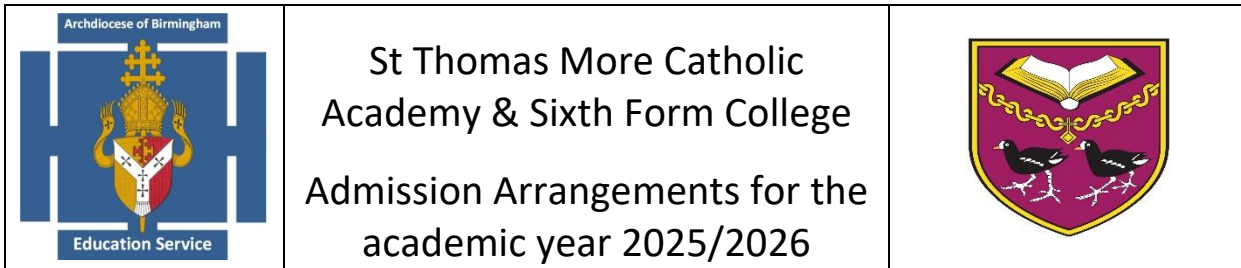 Archdiocese of Birmingham
Education Service
St Thomas More Catholic
Academy & Sixth Form College
Admission Arrangements for the
academic year 2025/2026